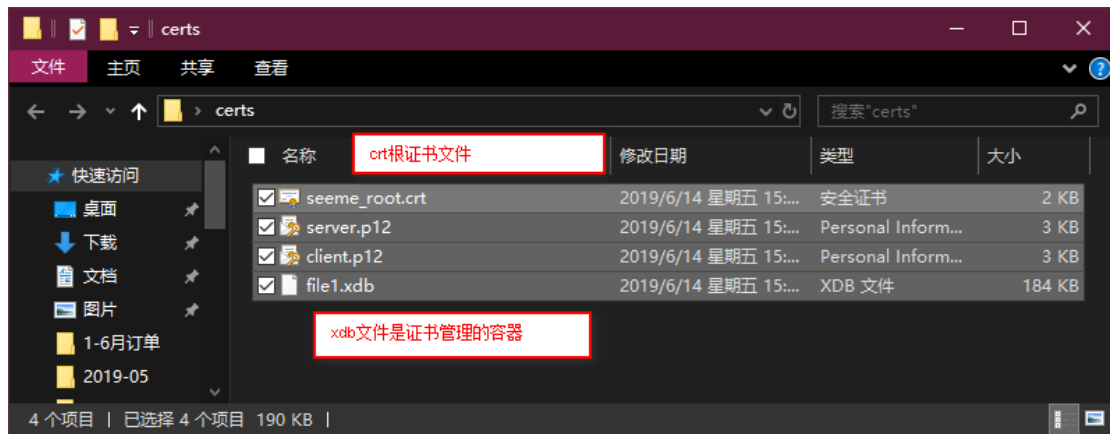 certs
文件 主页 共享 查看
certs 搜索"certs"
名称 crt根证书文件 修改日期 类型 大小
快速访问
桌面
下载
文档
图片
1-6月订单
2019-05
seeme_root.crt 2019/6/14 星期五 15:... 安全证书 2 KB
server.p12 2019/6/14 星期五 15:... Personal Inform... 3 KB
client.p12 2019/6/14 星期五 15:... Personal Inform... 3 KB
file1.xdb 2019/6/14 星期五 15:... XDB 文件 184 KB
xdb文件是证书管理的容器
4 个项目 | 已选择 4 个项目 190 KB |